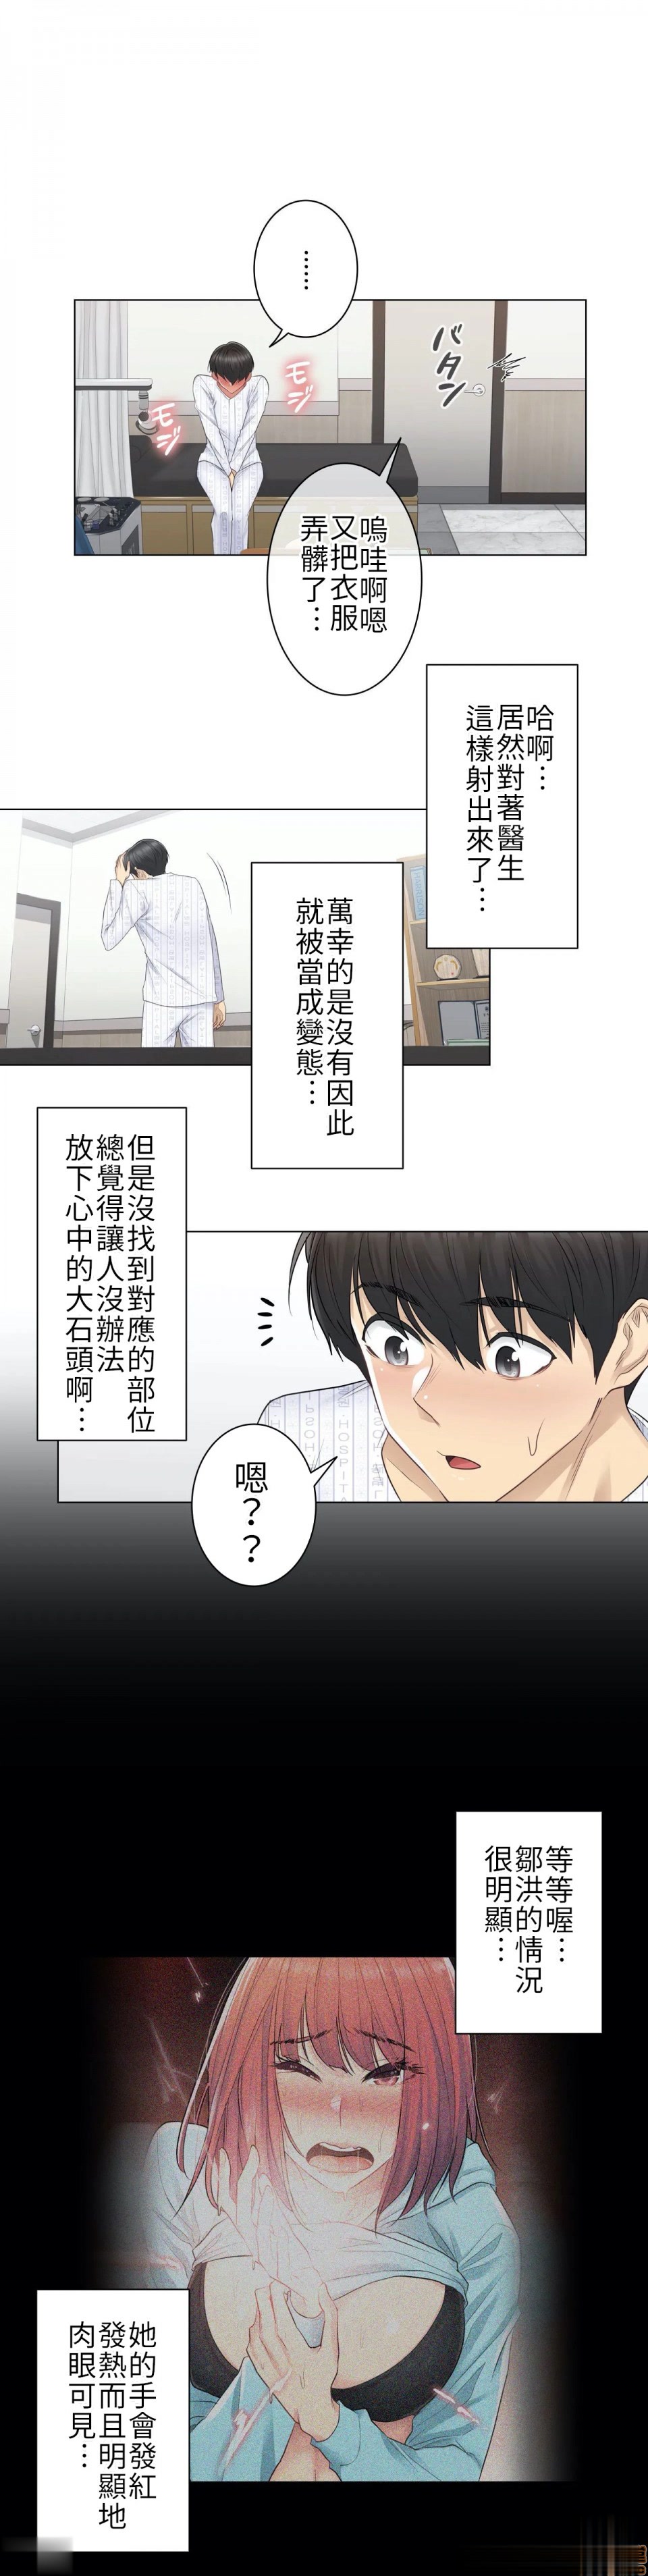 ……
バタン
モジ
モジ
嗚哇啊嗯
又把衣服
弄髒了…
哈啊…
居然對著醫生
這樣射出來了…
萬幸的是沒有因此
就被當成變態…
但是沒找到對應的部位
總覺得讓人沒辦法
放下心中的大石頭啊…
HOSPITA
嗯？？
等等喔…
鄒洪的情況
很明顯…
她的手會發紅
發熱而且明顯地
肉眼可見…